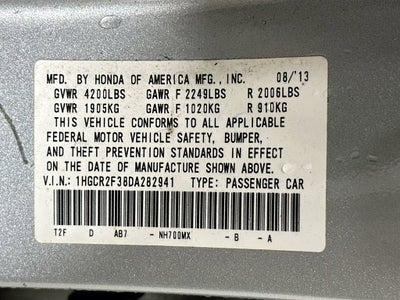 MFD. BY HONDA OF AMERICA MFG., INC. 08/'13
GVWR 4200LBS GAWR F 2249LBS R 2006LBS
GVWR 1905KG GAWR F 1020KG R 910KG
THIS VEHICLE CONFORMS TO ALL APPLICABLE
FEDERAL MOTOR VEHICLE SAFETY, BUMPER,
AND THEFT PREVENTION STANDARDS IN EFFECT
ON THE DATE OF MANUFACTURE SHOWN ABOVE.
V.I.N.: 1HGCR2F38DA282941 TYPE: PASSENGER CAR
T2F D AB7 - NH700MX - B - A